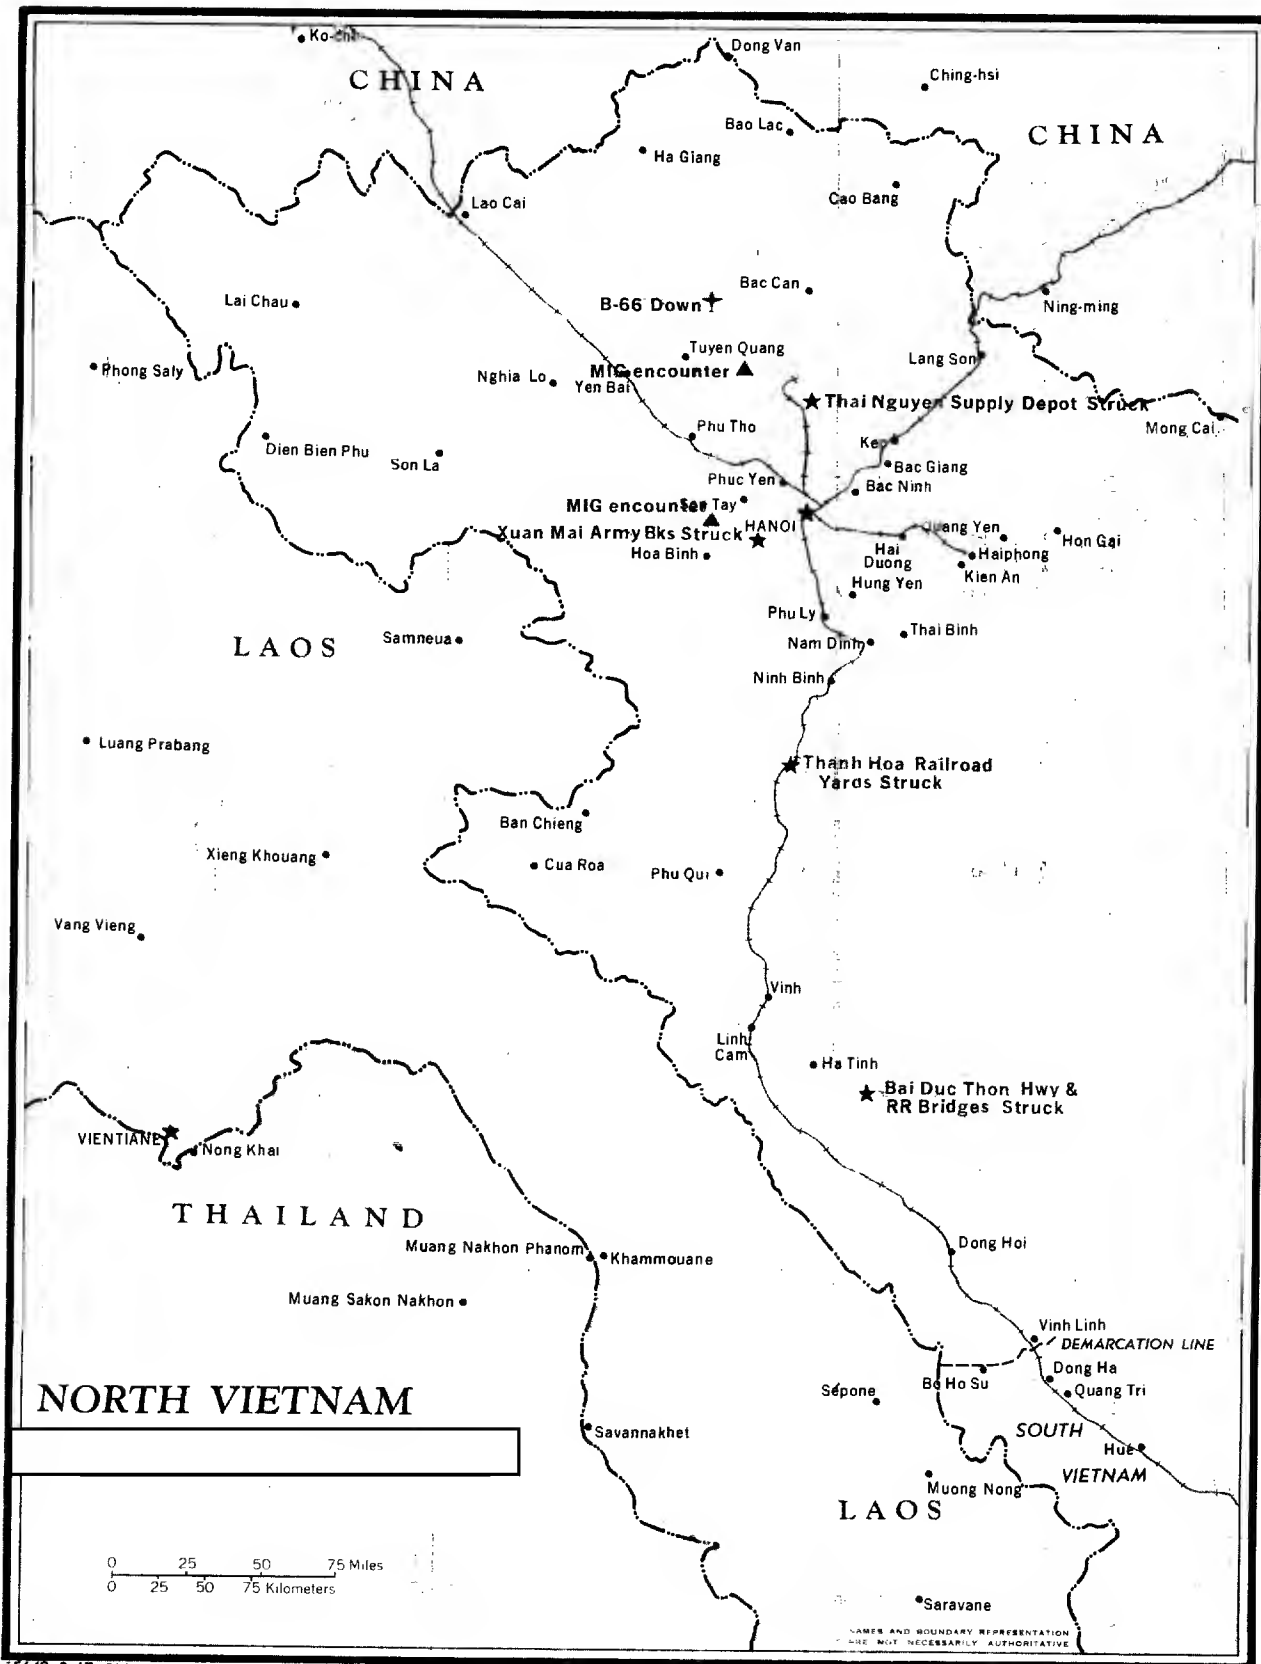 Ko-chiu
CHINA
Dong Van
Ching-hsi
Bao Lac
CHINA
Ha Giang
Cao Bang
Lao Cai
Bac Can
B-66 Down
Lai Chau
Ning-ming
Tuyen Quang
Lang Son
Phong Saly
MIG encounter
Nghia Lo
Yen Bai
Thai Nguyen Supply Depot Struck
Mong Cai
Phu Tho
Kep
Dien Bien Phu
Son La
Bac Giang
Phuc Yen
Bac Ninh
MIG encounter
Son Tay
HANOI
Quang Yen
Xuan Mai Army Bks Struck
Hon Gai
Hoa Binh
Hai
Duong
Haiphong
Kien An
Hung Yen
Phu Ly
Thai Binh
LAOS
Samneua
Nam Dinh
Ninh Binh
Luang Prabang
Thanh Hoa Railroad
Yards Struck
Ban Chieng
Xieng Khouang
Cua Roa
Phu Qui
Vang Vieng
Vinh
Linh
Cam
Ha Tinh
Bai Duc Thon Hwy &
RR Bridges Struck
VIENTIANE
Nong Khai
THAILAND
Muang Nakhon Phanom
Khammouane
Dong Hoi
Muang Sakon Nakhon
Vinh Linh
DEMARCATION LINE
Dong Ha
Bo Ho Su
Quang Tri
Sépone
NORTH VIETNAM
Savannakhet
SOUTH
VIETNAM
Hué
Muong Nong
LAOS
0 25 50 75 Miles
0 25 50 75 Kilometers
Saravane
NAMES AND BOUNDARY REPRESENTATION
ARE NOT NECESSARILY AUTHORITATIVE